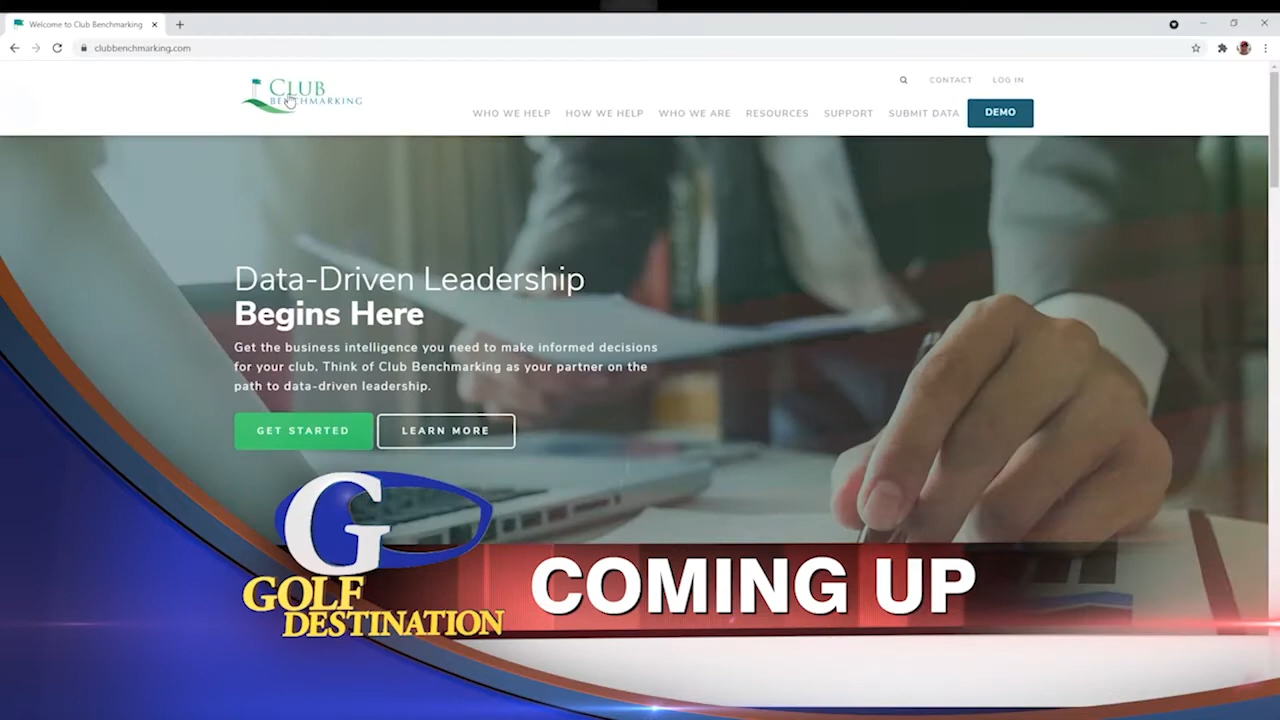 Welcome to Club Benchmarking
clubbenchmarking.com
CLUB
BENCHMARKING
CONTACT LOG IN
WHO WE HELP HOW WE HELP WHO WE ARE RESOURCES SUPPORT SUBMIT DATA DEMO
Data-Driven Leadership
Begins Here
Get the business intelligence you need to make informed decisions
for your club. Think of Club Benchmarking as your partner on the
path to data-driven leadership.
GET STARTED LEARN MORE
G
GOLF
DESTINATION
COMING UP